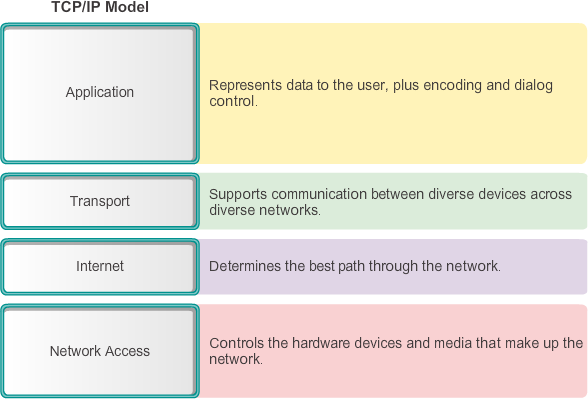 TCP/IP Model
Application
Represents data to the user, plus encoding and dialog
control.
Transport
Supports communication between diverse devices across
diverse networks.
Internet
Determines the best path through the network.
Network Access
Controls the hardware devices and media that make up the
network.